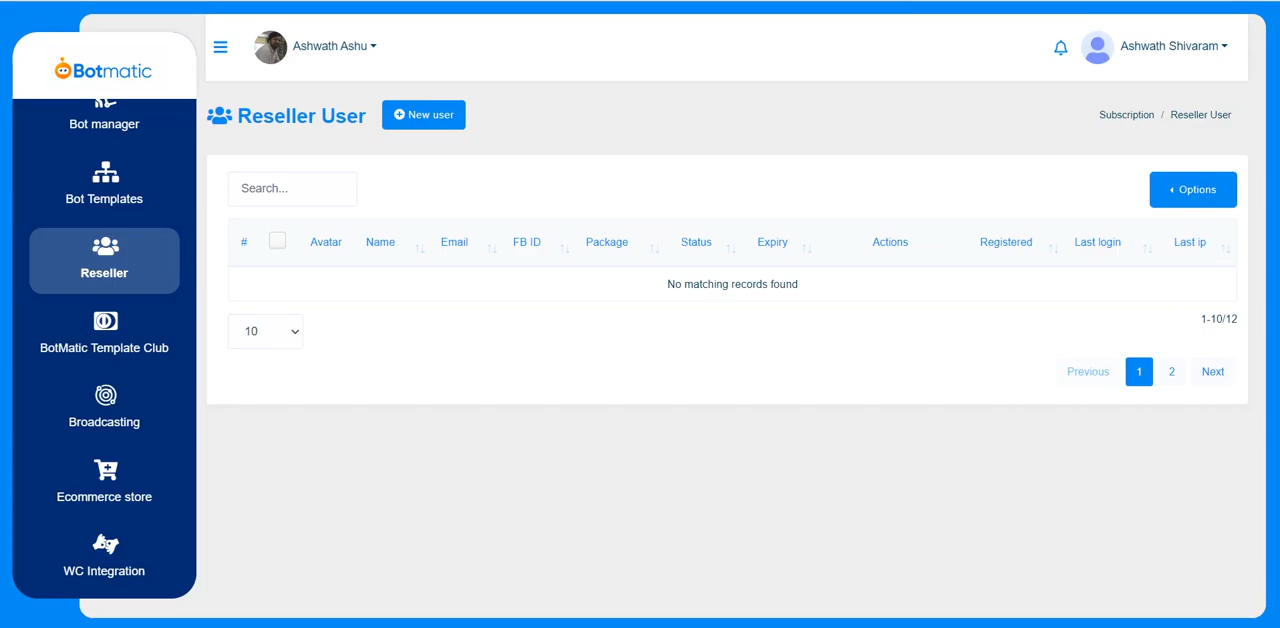 Botmatic
Bot manager
Bot Templates
Reseller
BotMatic Template Club
Broadcasting
Ecommerce store
WC Integration
Ashwath Ashu
Ashwath Shivaram
Reseller User
New user
Subscription / Reseller User
Search...
Options
# Avatar Name Email FB ID Package Status Expiry Actions Registered Last login Last ip
No matching records found
10
1-10/12
Previous 1 2 Next